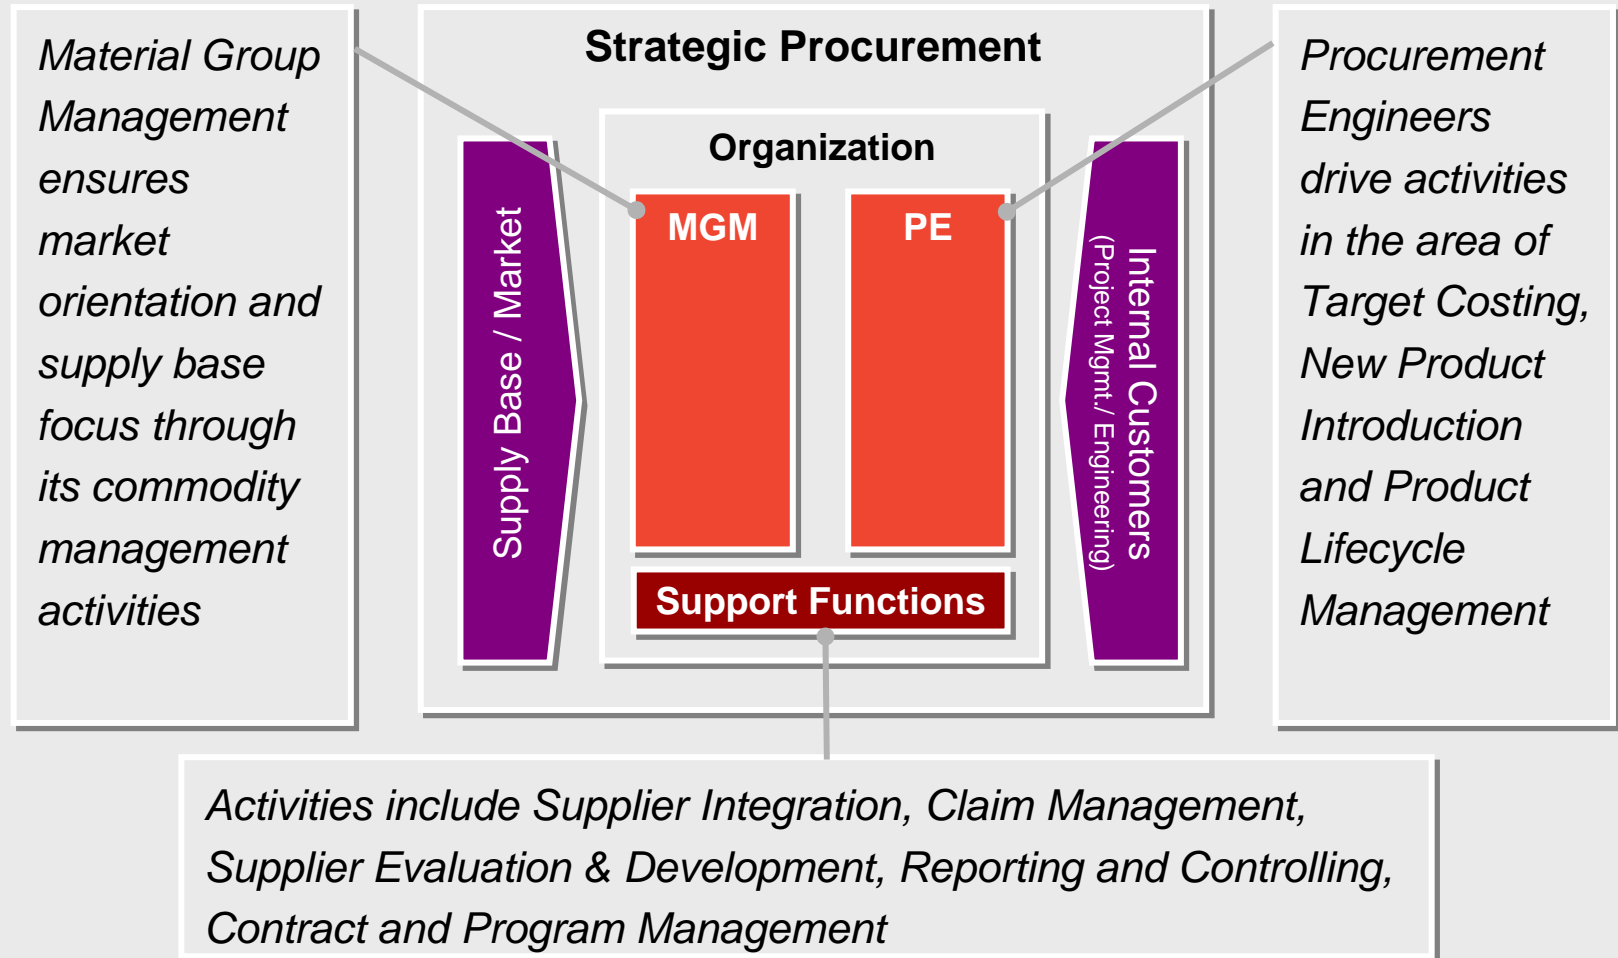 Material Group
Management
ensures
market
orientation and
supply base
focus through
its commodity
management
activities
Strategic Procurement
Organization
Supply Base / Market
MGM
PE
Internal Customers
(Project Mgmt./ Engineering)
Support Functions
Procurement
Engineers
drive activities
in the area of
Target Costing,
New Product
Introduction
and Product
Lifecycle
Management
Activities include Supplier Integration, Claim Management,
Supplier Evaluation & Development, Reporting and Controlling,
Contract and Program Management